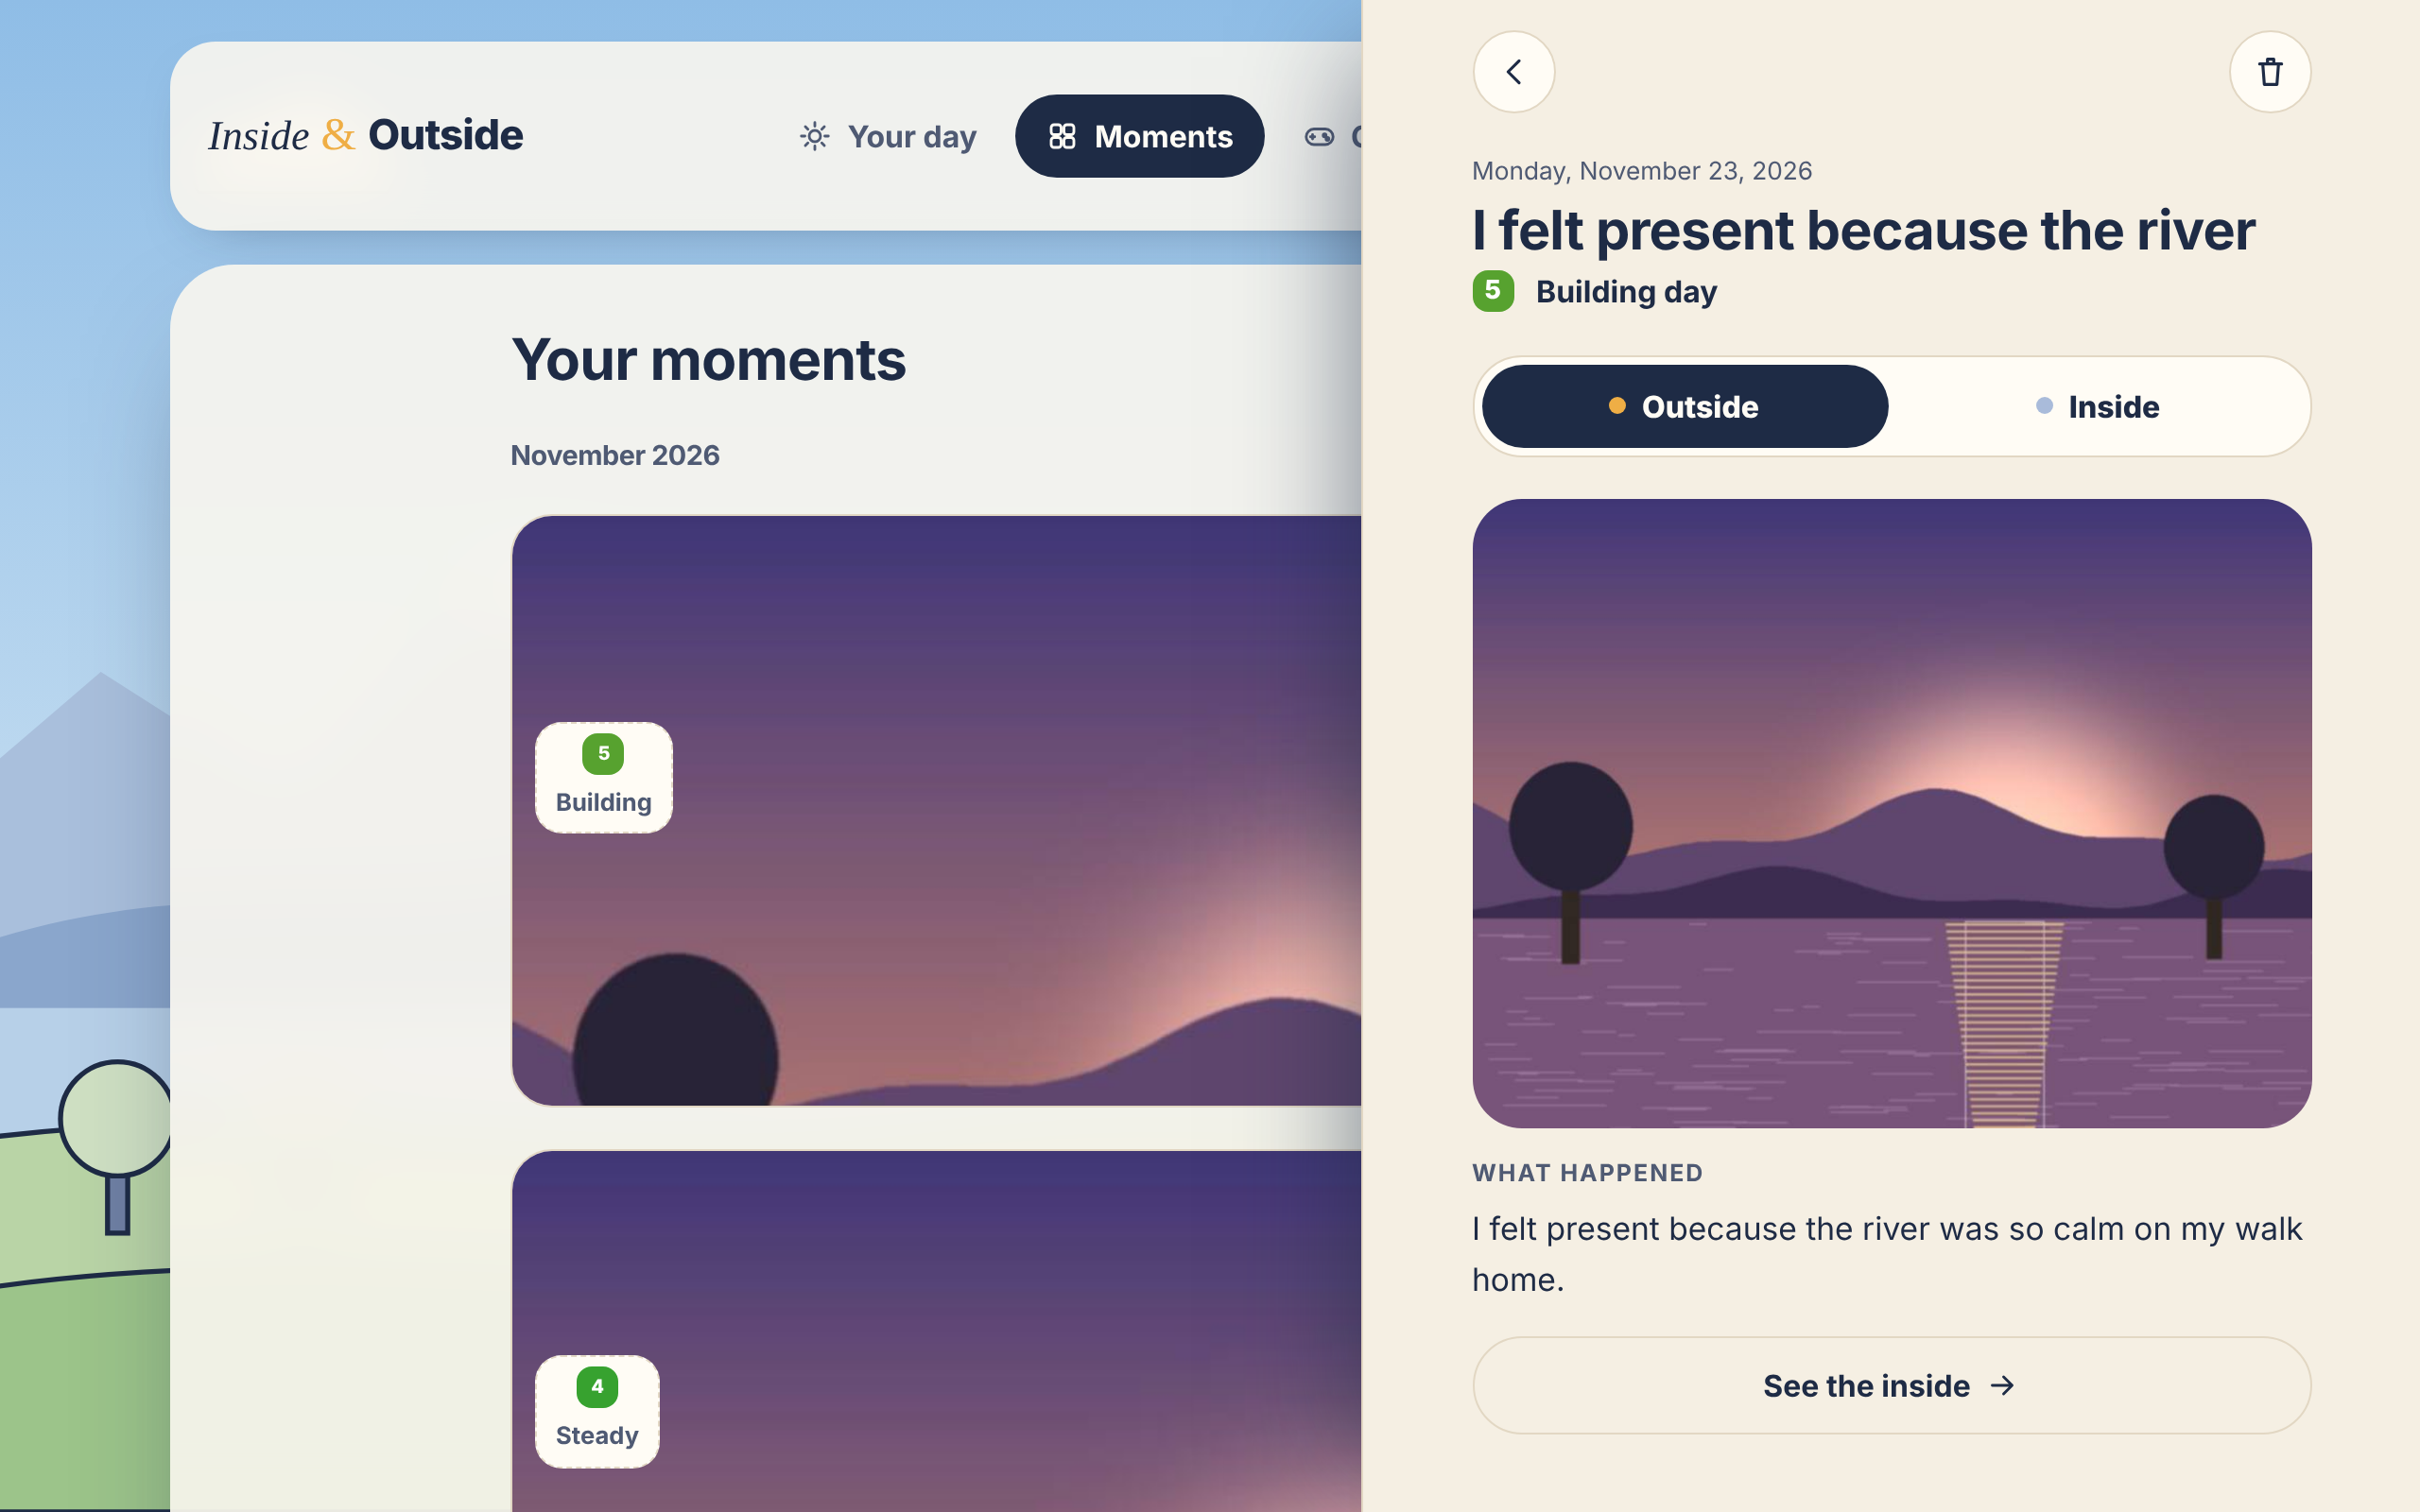 Inside & Outside
Your day
Moments
Your moments
November 2026
5
Building
4
Steady
Monday, November 23, 2026
I felt present because the river
5 Building day
Outside
Inside
WHAT HAPPENED
I felt present because the river was so calm on my walk
home.
See the inside →